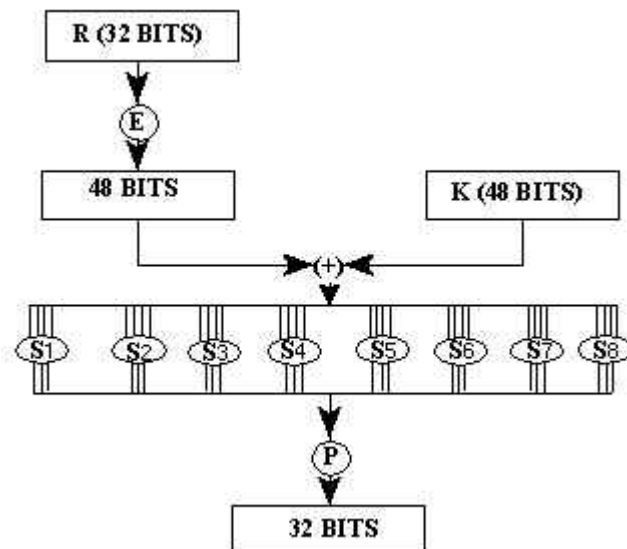 R (32 BITS)
E
48 BITS
K (48 BITS)
(+)
S1 S2 S3 S4 S5 S6 S7 S8
P
32 BITS